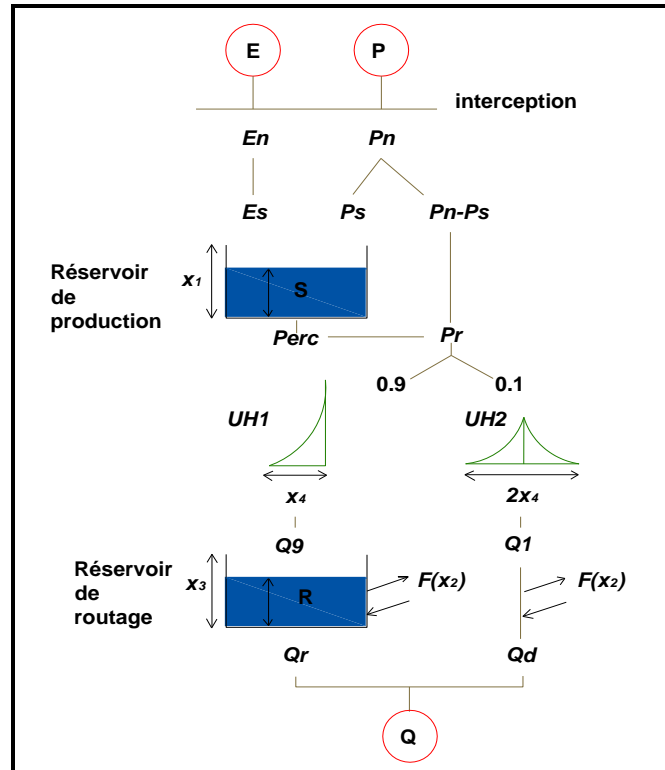 E P
interception
En Pn
Es Ps Pn-Ps
Réservoir
de
production
x1
S
Perc Pr
0.9 0.1
UH1 UH2
x4 2x4
Q9 Q1
Réservoir
de
routage
x3
R
F(x2) F(x2)
Qr Qd
Q